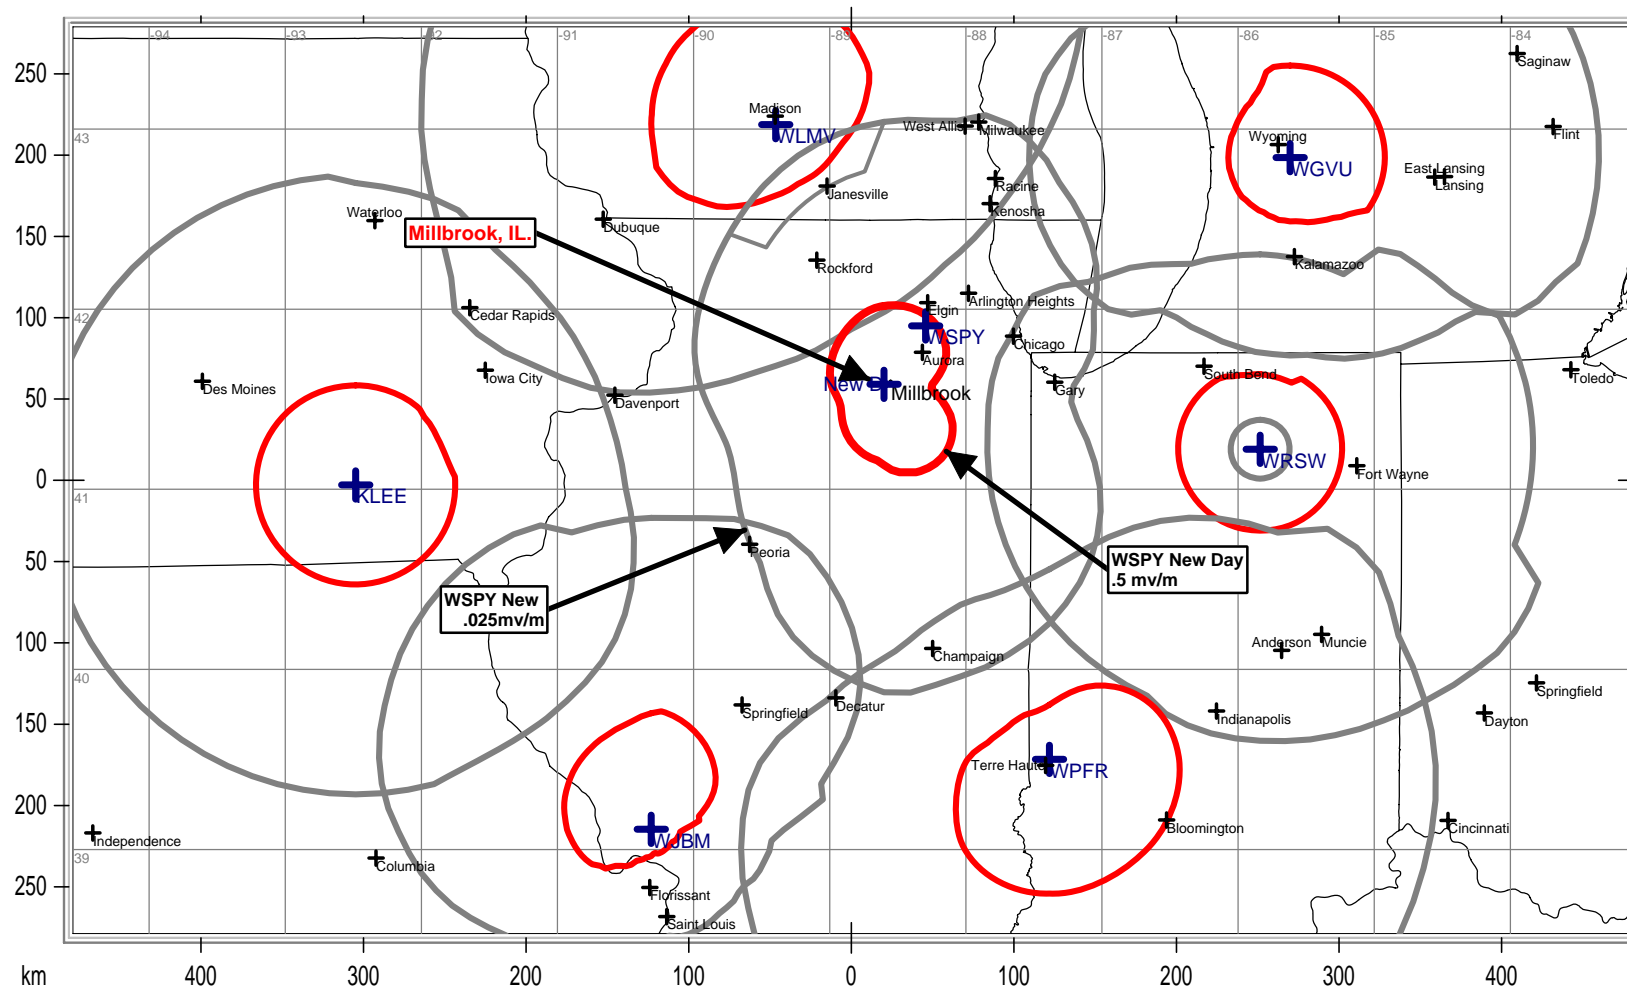 -94 -93 -92 -91 -90 -89 -88 -87 -86 -85 -84
250
Saginaw
Madison
WLMV
West Allis
Milwaukee
Flint
43
Wyoming
WGVU
200
East Lansing
Lansing
Racine
Janesville
Kenosha
Waterloo
Dubuque
150
Millbrook, IL.
Rockford
Kalamazoo
Arlington Heights
Elgin
Cedar Rapids
42
100
WSPY
Chicago
Aurora
South Bend
Toledo
Iowa City
New D
Millbrook
Gary
Des Moines
Davenport
50
WRSW
Fort Wayne
0
KLEE
41
Peoria
50
WSPY New Day
.5 mv/m
WSPY New
.025mv/m
100
Anderson
Muncie
Champaign
40
Springfield
Decatur
Springfield
Indianapolis
Dayton
150
Terre Haute
WPFR
200
Bloomington
Cincinnati
Independence
WJBM
39
Columbia
250
Florissant
Saint Louis
km 400 300 200 100 0 100 200 300 400